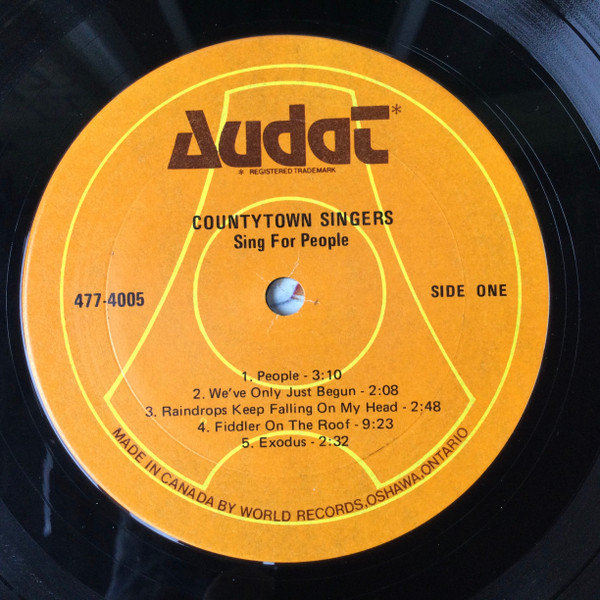 Audat*
* REGISTERED TRADEMARK
COUNTYTOWN SINGERS
Sing For People
477-4005
SIDE ONE
1. People - 3:10
2. We've Only Just Begun - 2:08
3. Raindrops Keep Falling On My Head - 2:48
4. Fiddler On The Roof - 9:23
5. Exodus - 2:32
MADE IN CANADA BY WORLD RECORDS, OSHAWA, ONTARIO